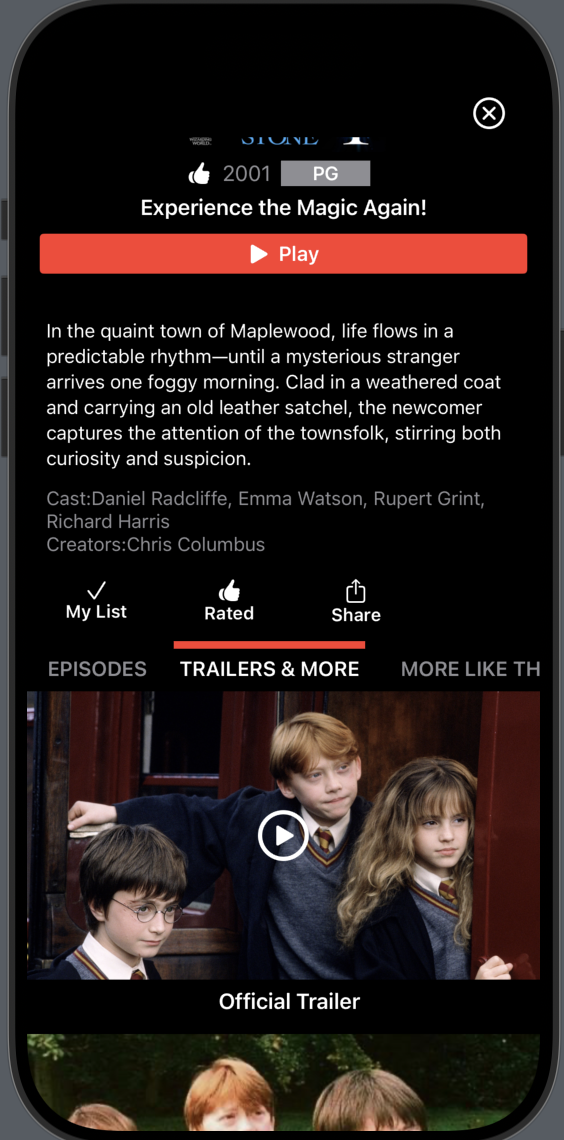 WIZARDING
WORLD.
STONE
2001 PG
Experience the Magic Again!
Play
In the quaint town of Maplewood, life flows in a
predictable rhythm—until a mysterious stranger
arrives one foggy morning. Clad in a weathered coat
and carrying an old leather satchel, the newcomer
captures the attention of the townsfolk, stirring both
curiosity and suspicion.
Cast:Daniel Radcliffe, Emma Watson, Rupert Grint,
Richard Harris
Creators:Chris Columbus
My List Rated Share
EPISODES TRAILERS & MORE MORE LIKE TH
Official Trailer